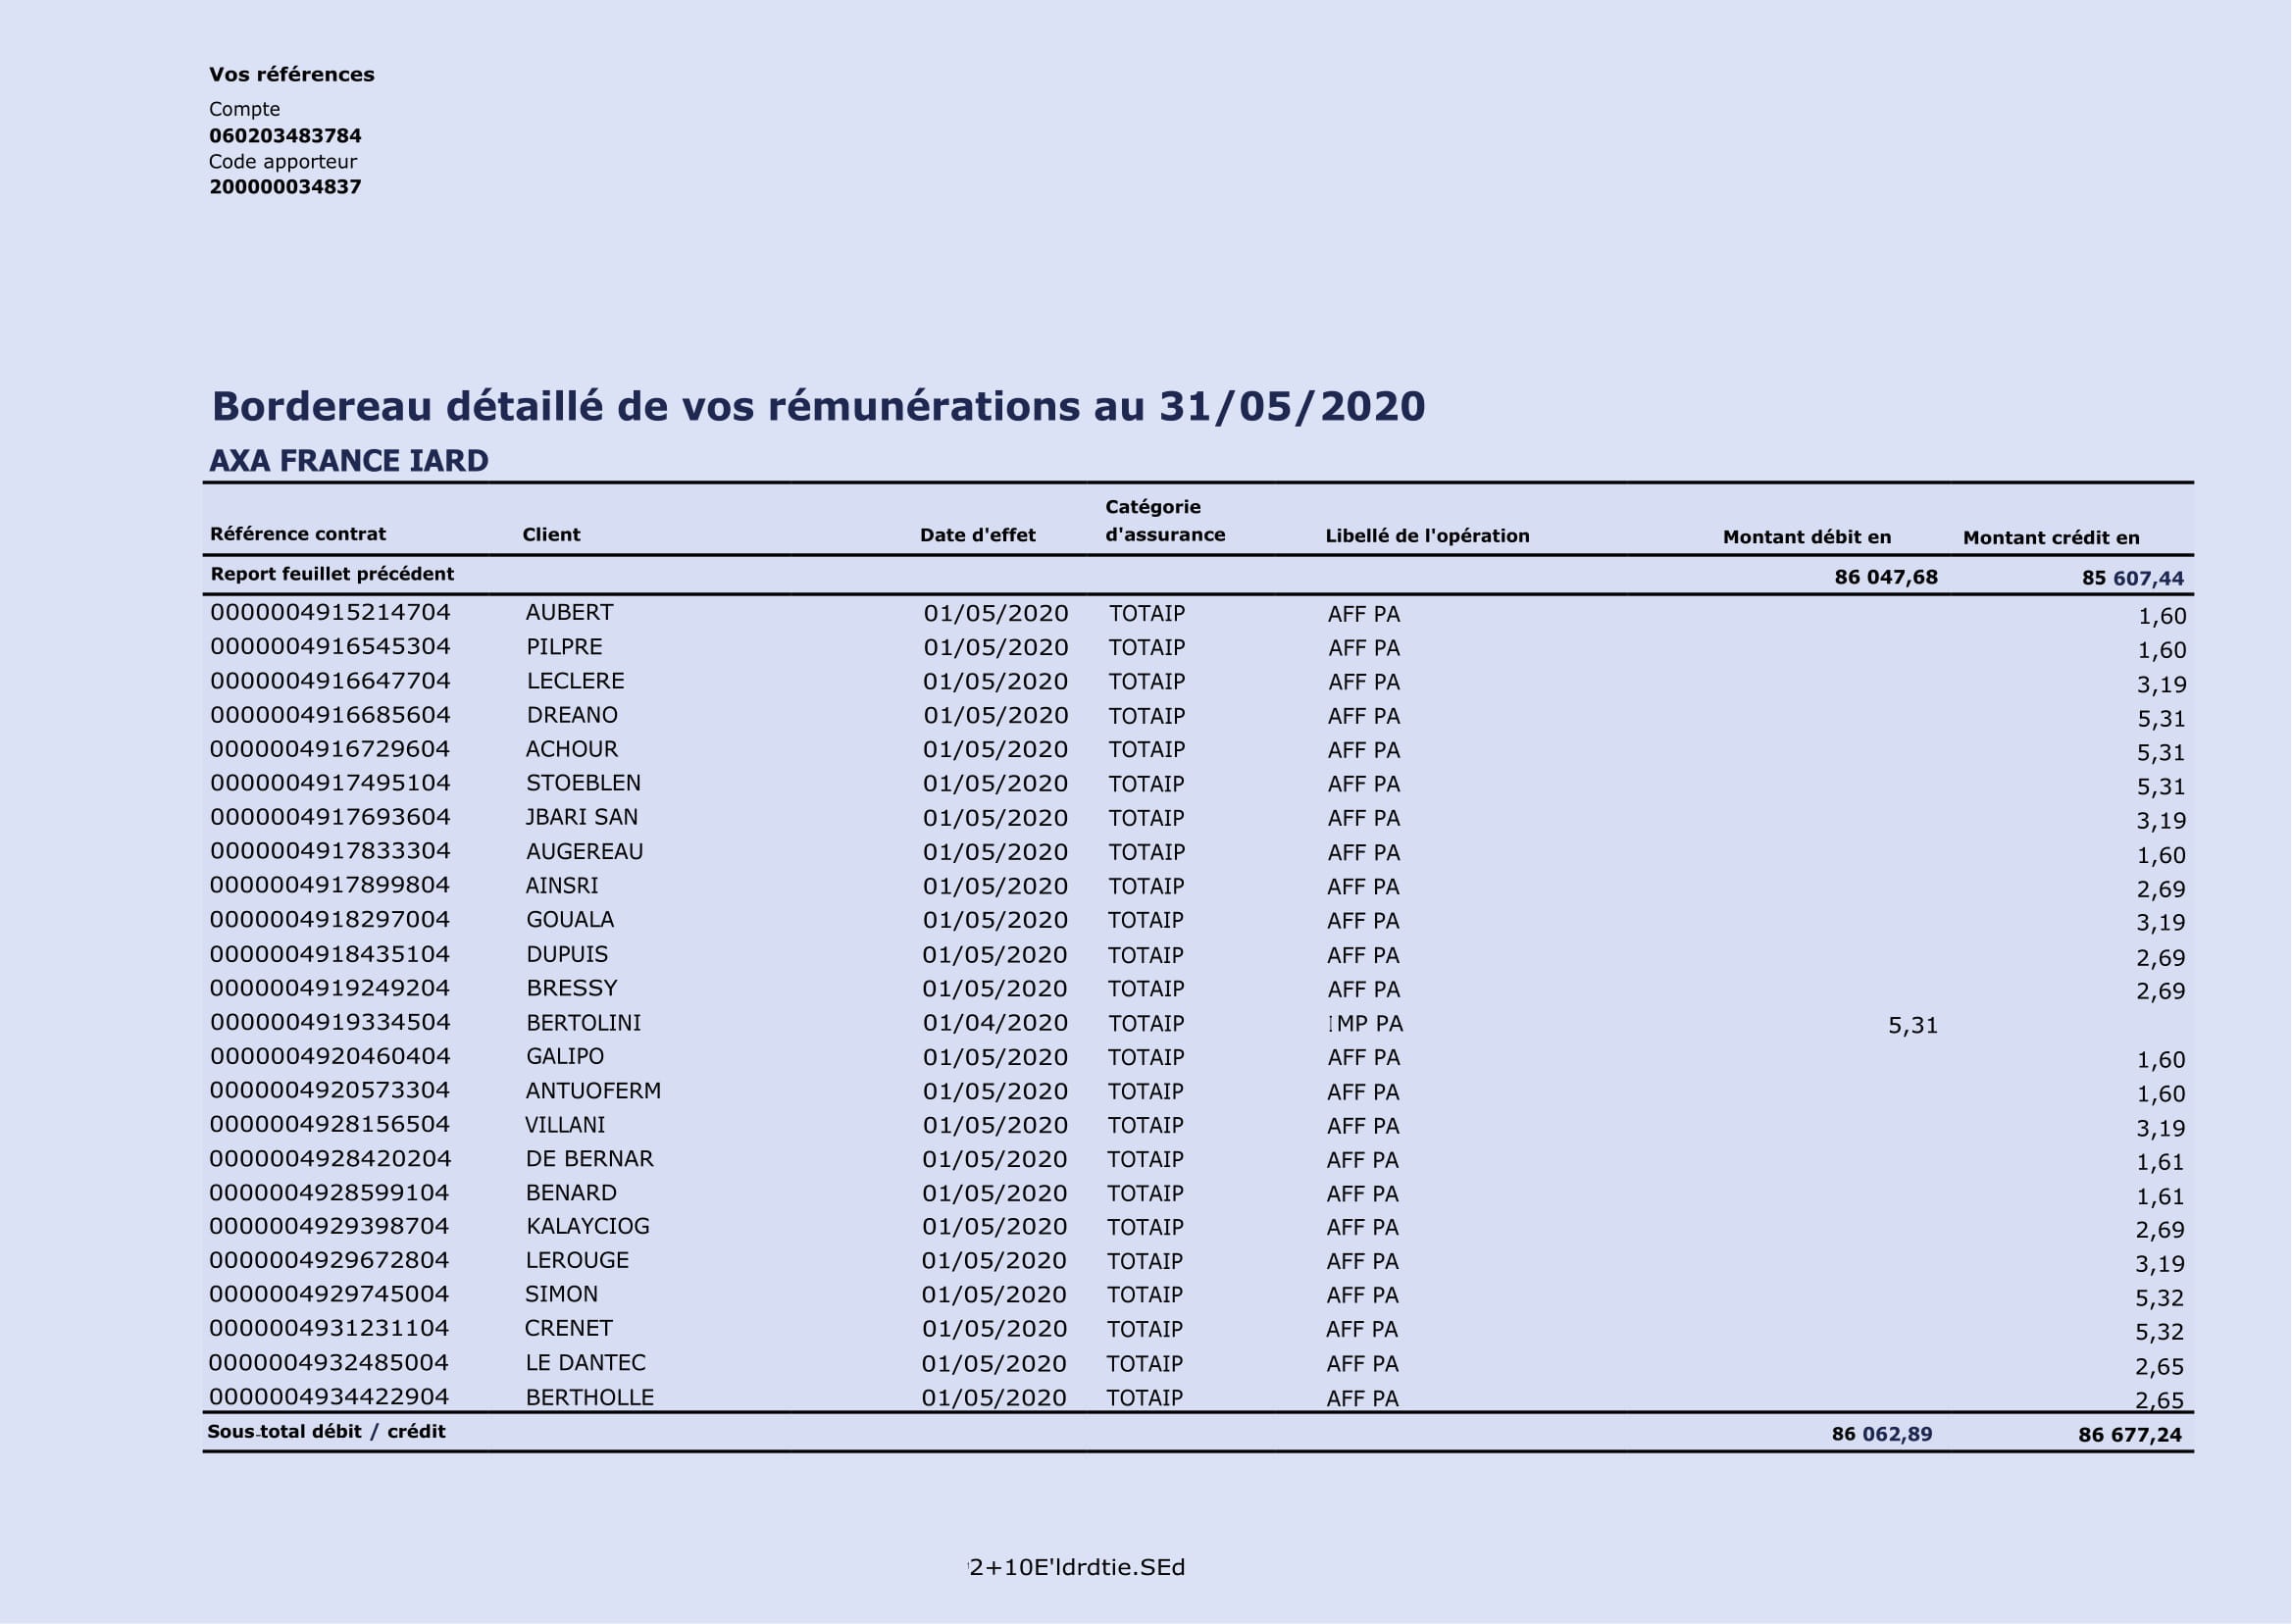 Vos références
Compte
060203483784
Code apporteur
200000034837
Bordereau détaillé de vos rémunérations au 31/05/2020
AXA FRANCE IARD
Référence contrat Client Date d'effet Catégorie d'assurance Libellé de l'opération Montant débit en Montant crédit en
Report feuillet précédent 86 047,68 85 607,44
0000004915214704 AUBERT 01/05/2020 TOTAIP AFF PA 1,60
0000004916545304 PILPRE 01/05/2020 TOTAIP AFF PA 1,60
0000004916647704 LECLERE 01/05/2020 TOTAIP AFF PA 3,19
0000004916685604 DREANO 01/05/2020 TOTAIP AFF PA 5,31
0000004916729604 ACHOUR 01/05/2020 TOTAIP AFF PA 5,31
0000004917495104 STOEBLEN 01/05/2020 TOTAIP AFF PA 5,31
0000004917693604 JBARI SAN 01/05/2020 TOTAIP AFF PA 3,19
0000004917833304 AUGEREAU 01/05/2020 TOTAIP AFF PA 1,60
0000004917899804 AINSRI 01/05/2020 TOTAIP AFF PA 2,69
0000004918297004 GOUALA 01/05/2020 TOTAIP AFF PA 3,19
0000004918435104 DUPUIS 01/05/2020 TOTAIP AFF PA 2,69
0000004919249204 BRESSY 01/05/2020 TOTAIP AFF PA 2,69
0000004919334504 BERTOLINI 01/04/2020 TOTAIP IMP PA 5,31
0000004920460404 GALIPO 01/05/2020 TOTAIP AFF PA 1,60
0000004920573304 ANTUOFERM 01/05/2020 TOTAIP AFF PA 1,60
0000004928156504 VILLANI 01/05/2020 TOTAIP AFF PA 3,19
0000004928420204 DE BERNAR 01/05/2020 TOTAIP AFF PA 1,61
0000004928599104 BENARD 01/05/2020 TOTAIP AFF PA 1,61
0000004929398704 KALAYCIOG 01/05/2020 TOTAIP AFF PA 2,69
0000004929672804 LEROUGE 01/05/2020 TOTAIP AFF PA 3,19
0000004929745004 SIMON 01/05/2020 TOTAIP AFF PA 5,32
0000004931231104 CRENET 01/05/2020 TOTAIP AFF PA 5,32
0000004932485004 LE DANTEC 01/05/2020 TOTAIP AFF PA 2,65
0000004934422904 BERTHOLLE 01/05/2020 TOTAIP AFF PA 2,65
Sous-total débit / crédit 86 062,89 86 677,24
2+10E'ldrdtie.SEd